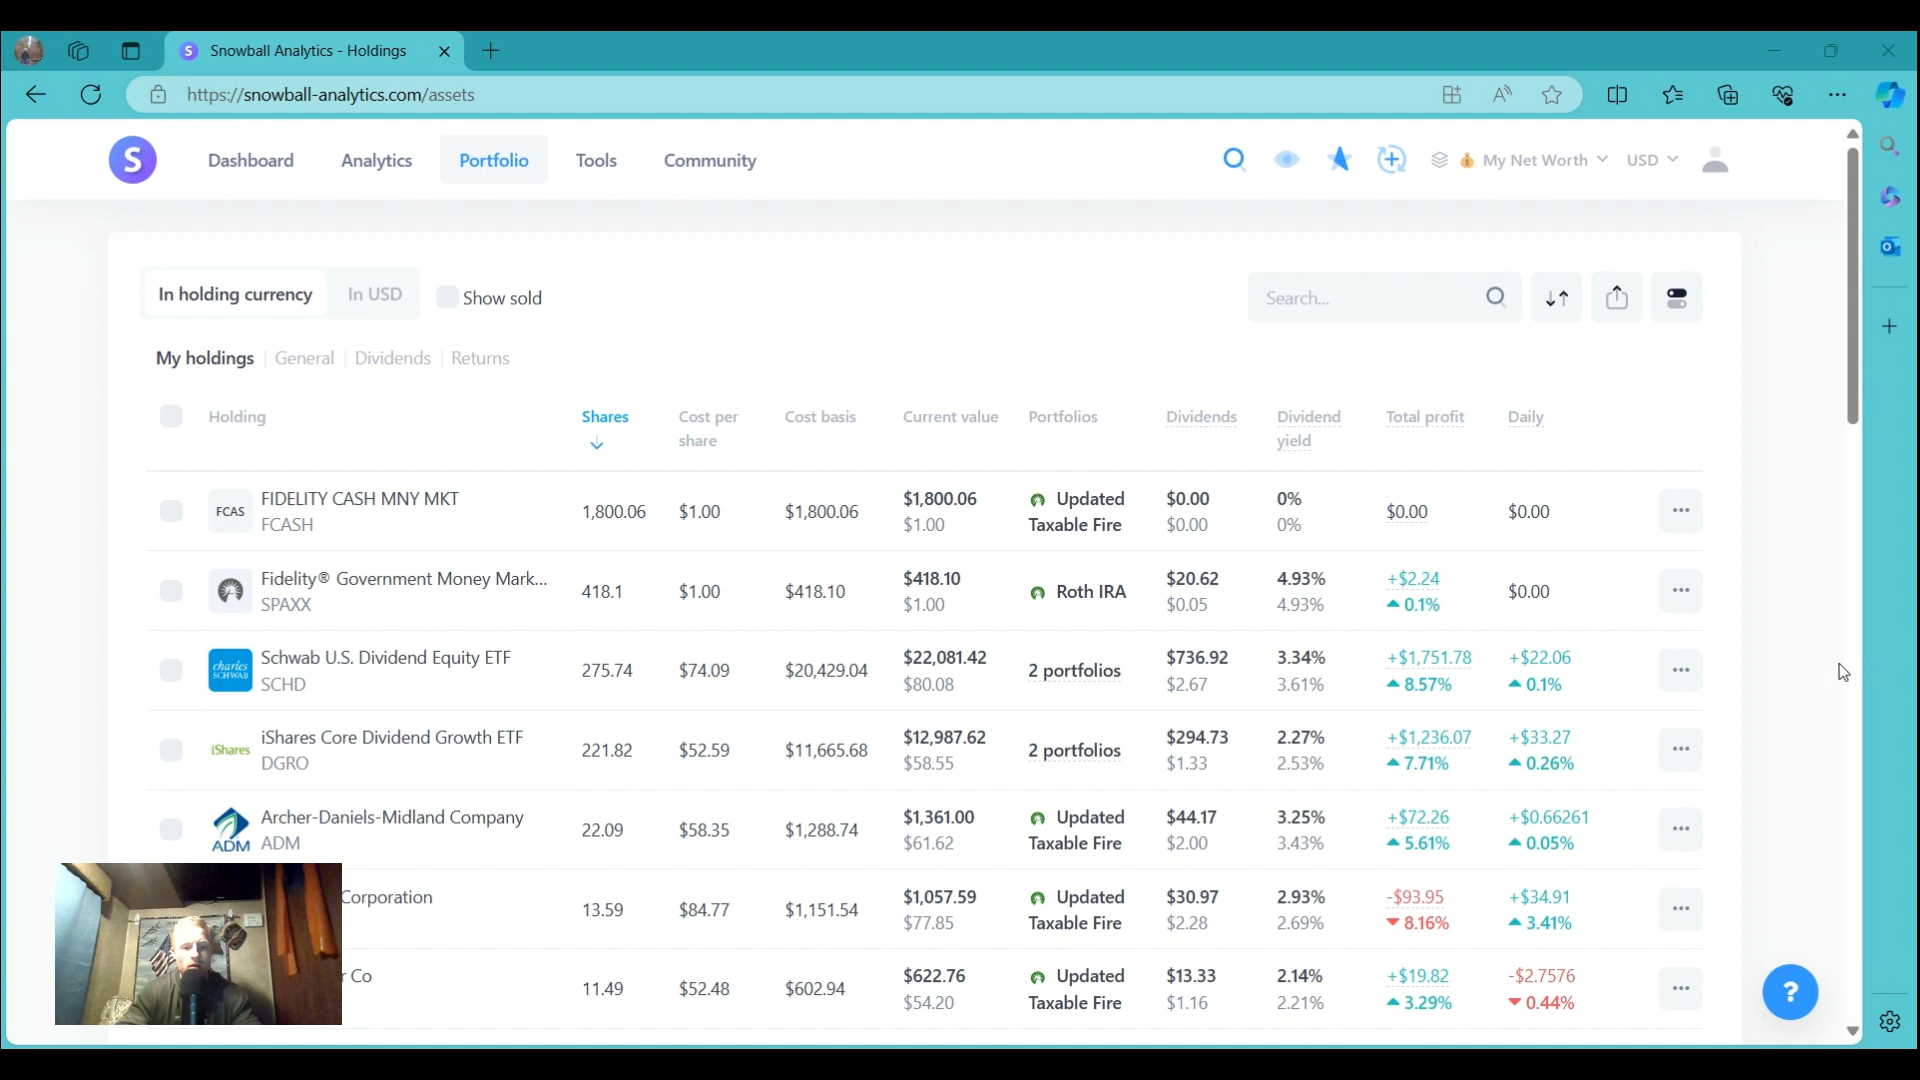 Snowball Analytics - Holdings
https://snowball-analytics.com/assets
S Dashboard Analytics Portfolio Tools Community My Net Worth USD
In holding currency In USD Show sold Search...
My holdings General Dividends Returns
Holding Shares Cost per share Cost basis Current value Portfolios Dividends Dividend yield Total profit Daily
FCAS FIDELITY CASH MNY MKT 1,800.06 $1.00 $1,800.06 $1,800.06 Updated $0.00 0% $0.00 $0.00
FCASH $1.00 Taxable Fire $0.00 0%
Fidelity® Government Money Mark... 418.1 $1.00 $418.10 $418.10 Roth IRA $20.62 4.93% +$2.24 $0.00
SPAXX $1.00 $0.05 4.93% 0.1%
charles SCHWAB Schwab U.S. Dividend Equity ETF 275.74 $74.09 $20,429.04 $22,081.42 2 portfolios $736.92 3.34% +$1,751.78 +$22.06
SCHD $80.08 $2.67 3.61% 8.57% 0.1%
iShares iShares Core Dividend Growth ETF 221.82 $52.59 $11,665.68 $12,987.62 2 portfolios $294.73 2.27% +$1,236.07 +$33.27
DGRO $58.55 $1.33 2.53% 7.71% 0.26%
ADM Archer-Daniels-Midland Company 22.09 $58.35 $1,288.74 $1,361.00 Updated $44.17 3.25% +$72.26 +$0.66261
ADM $61.62 Taxable Fire $2.00 3.43% 5.61% 0.05%
Corporation 13.59 $84.77 $1,151.54 $1,057.59 Updated $30.97 2.93% -$93.95 +$34.91
$77.85 Taxable Fire $2.28 2.69% 8.16% 3.41%
r Co 11.49 $52.48 $602.94 $622.76 Updated $13.33 2.14% +$19.82 -$2.7576
$54.20 Taxable Fire $1.16 2.21% 3.29% 0.44%
?